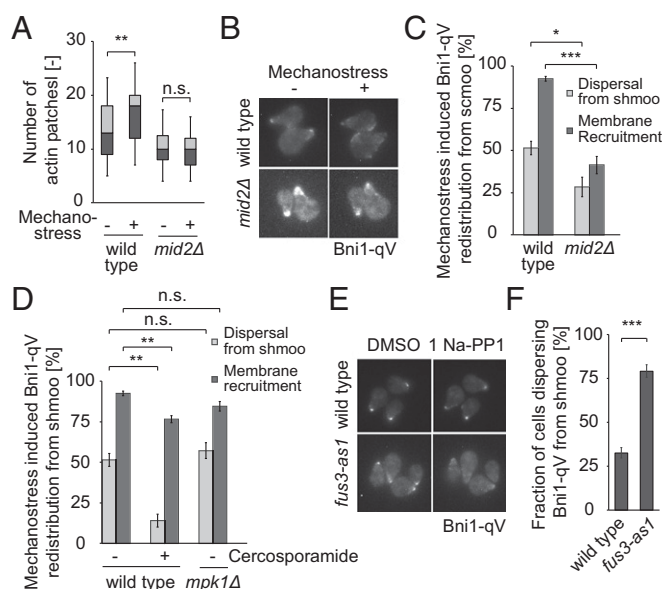 A
**
n.s.
30
20
10
0
Number of
actin patchesl [-]
Mechano-
stress
- + - +
wild
type
mid2Δ
B
Mechanostress
- +
wild type
mid2Δ
Bni1-qV
C
*
***
Dispersal
from shmoo
Membrane
Recruitment
100
75
50
25
0
Mechanostress induced Bni1-qV
redistribution from scmoo [%]
wild
type
mid2Δ
D
n.s.
n.s.
**
**
Dispersal
from shmoo
Membrane
recruitment
100
75
50
25
0
Mechanostress induced Bni1-qV
redistribution from shmoo [%]
- + - Cercosporamide
wild type mpk1Δ
E
DMSO 1 Na-PP1
wild type
fus3-as1
Bni1-qV
F
***
100
75
50
25
0
Fraction of cells dispersing
Bni1-qV from shmoo [%]
wild type
fus3-as1